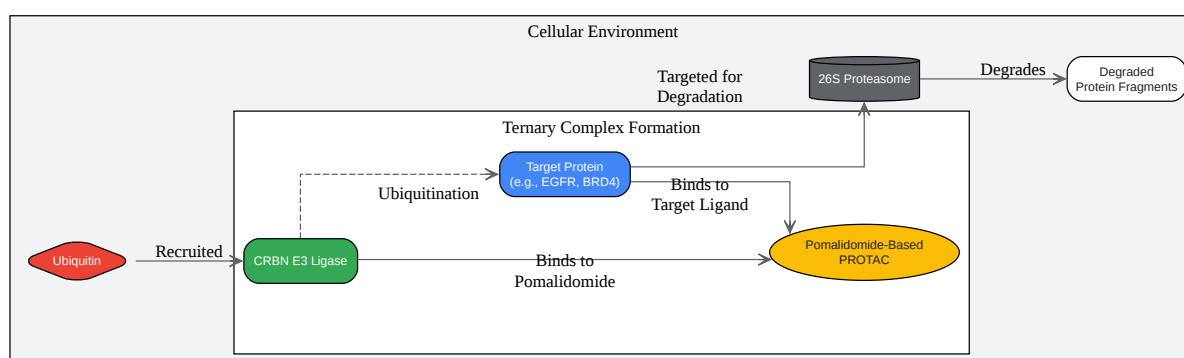 Cellular Environment
Targeted for
Degradation
26S Proteasome
Degrades
Degraded
Protein Fragments
Ternary Complex Formation
Target Protein
(e.g., EGFR, BRD4)
Ubiquitination
Binds to
Target Ligand
Ubiquitin
Recruited
CRBN E3 Ligase
Binds to
Pomalidomide
Pomalidomide-Based
PROTAC